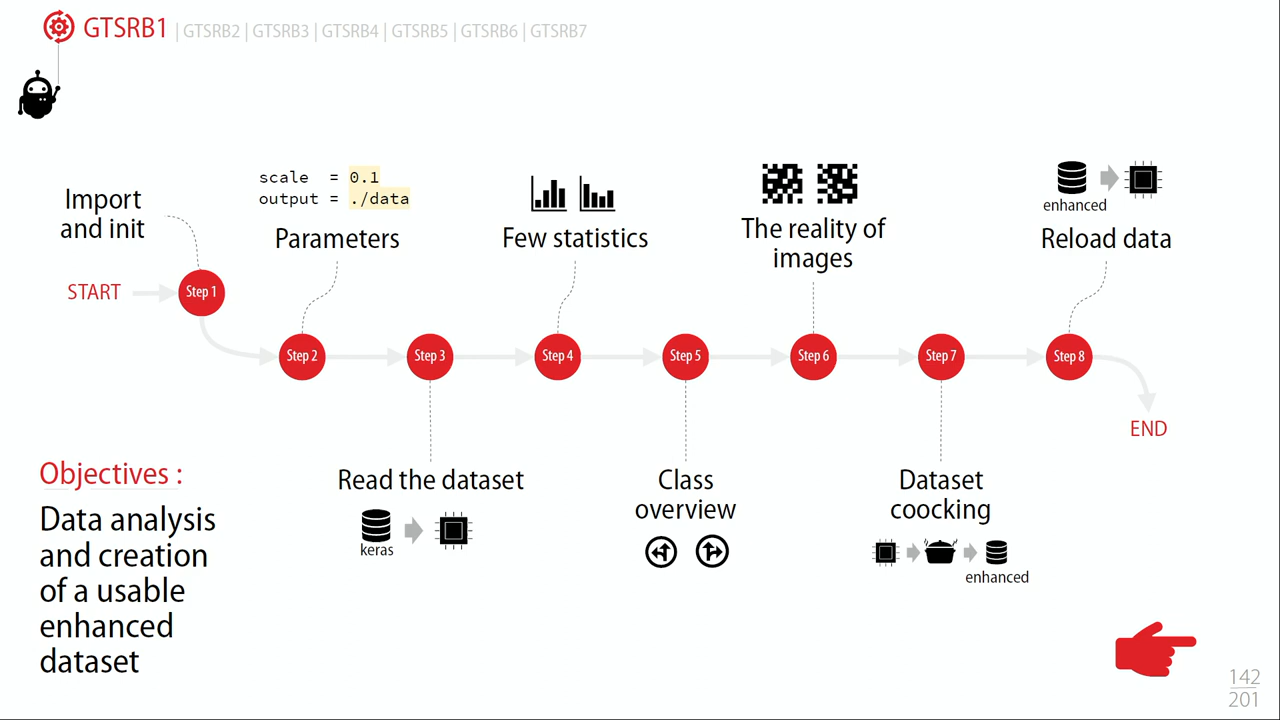 GTSRB1 | GTSRB2 | GTSRB3 | GTSRB4 | GTSRB5 | GTSRB6 | GTSRB7
Import
and init
scale = 0.1
output = ./data
Parameters
Few statistics
The reality of
images
enhanced
Reload data
START
Step 1
Step 2
Step 3
Step 4
Step 5
Step 6
Step 7
Step 8
END
Read the dataset
keras
Class
overview
Dataset
coocking
enhanced
Objectives :
Data analysis
and creation
of a usable
enhanced
dataset
142
201